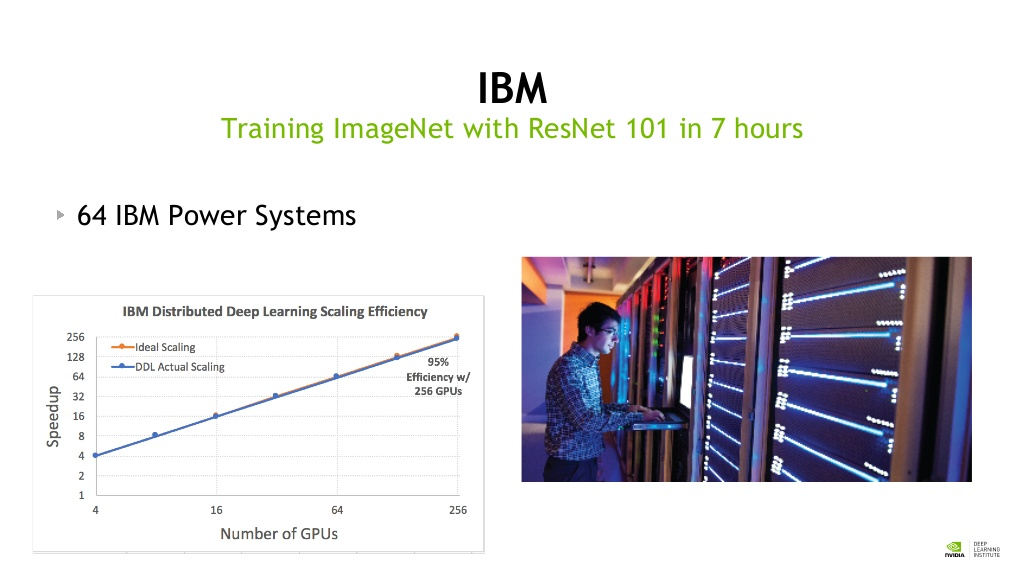 IBM
Training ImageNet with ResNet 101 in 7 hours
64 IBM Power Systems
IBM Distributed Deep Learning Scaling Efficiency
256
128
64
32
16
8
4
2
1
Speedup
Ideal Scaling
DDL Actual Scaling
95%
Efficiency w/
256 GPUs
4 16 64 256
Number of GPUs
NVIDIA
DEEP
LEARNING
INSTITUTE